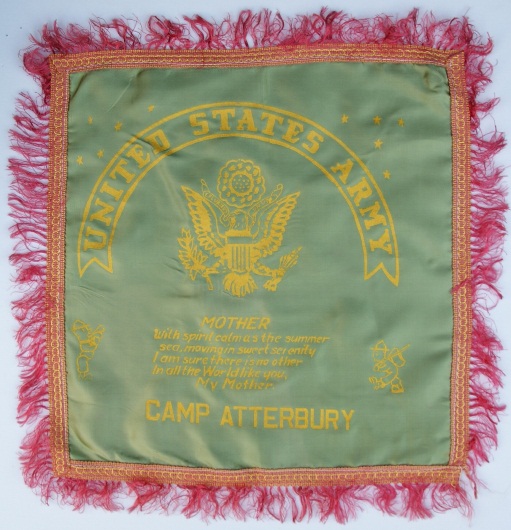 UNITED STATES ARMY
MOTHER
With spirit calm as the summer
sea, moving in sweet serenity
I am sure there is no other
In all the World like you,
My Mother
CAMP ATTERBURY